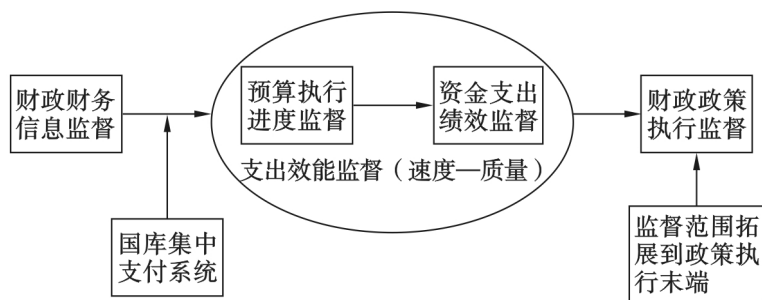 财政财务
信息监督
预算执行
进度监督
资金支出
绩效监督
支出效能监督（速度—质量）
财政政策
执行监督
国库集中
支付系统
监督范围拓
展到政策执
行末端